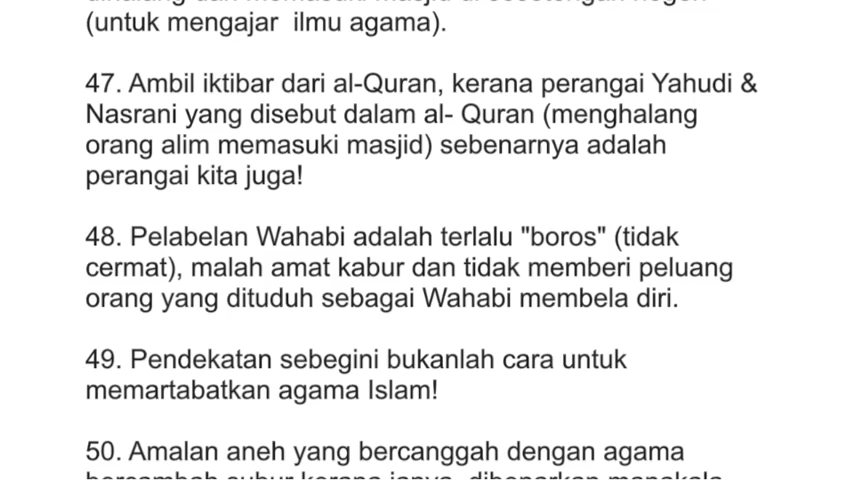 (untuk mengajar  ilmu agama).
47. Ambil iktibar dari al-Quran, kerana perangai Yahudi &
Nasrani yang disebut dalam al- Quran (menghalang
orang alim memasuki masjid) sebenarnya adalah
perangai kita juga!
48. Pelabelan Wahabi adalah terlalu "boros" (tidak
cermat), malah amat kabur dan tidak memberi peluang
orang yang dituduh sebagai Wahabi membela diri.
49. Pendekatan sebegini bukanlah cara untuk
memartabatkan agama Islam!
50. Amalan aneh yang bercanggah dengan agama